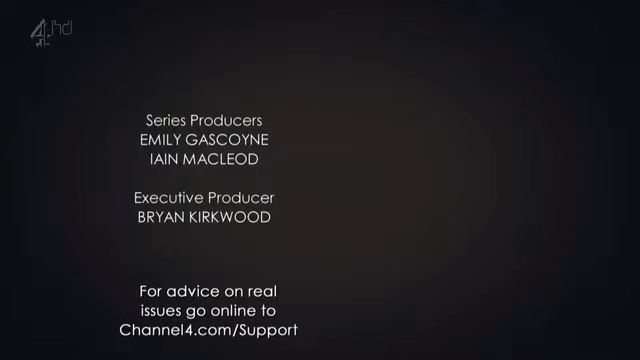 4hd
Series Producers
EMILY GASCOYNE
IAIN MACLEOD
Executive Producer
BRYAN KIRKWOOD
For advice on real
issues go online to
Channel4.com/Support